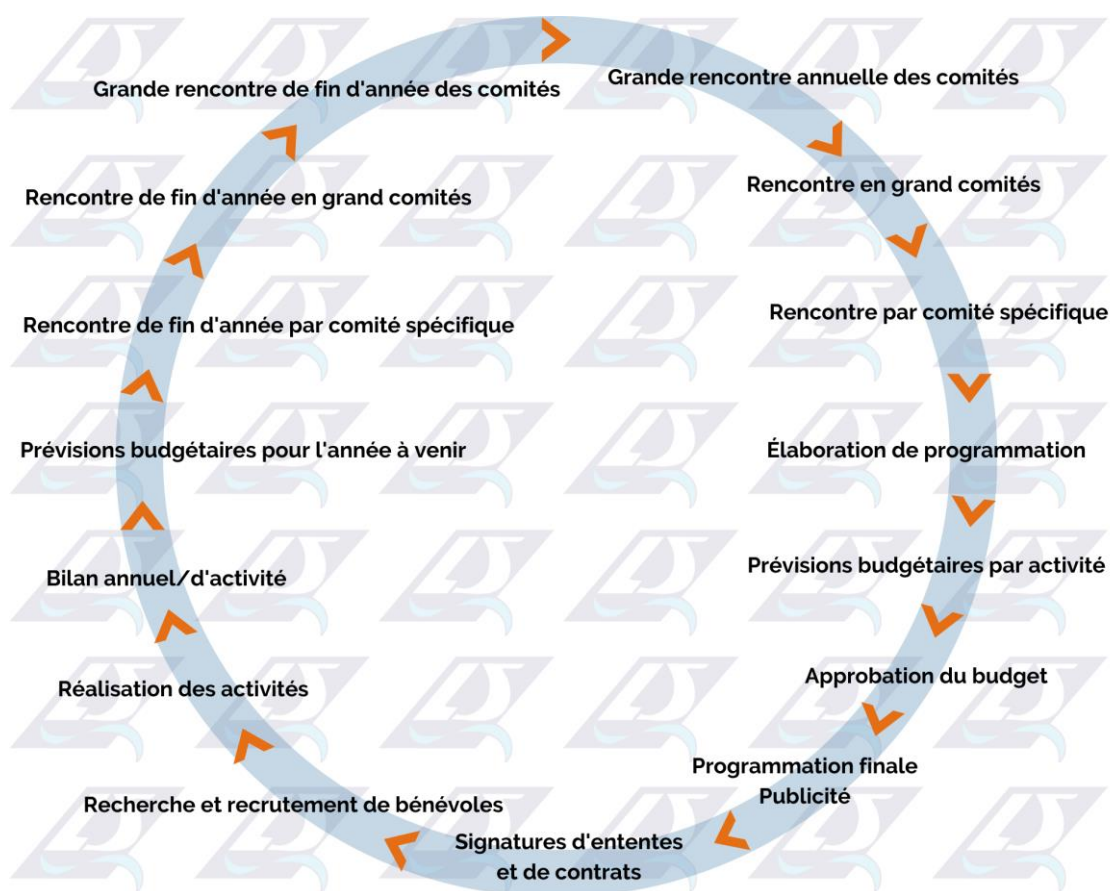 Grande rencontre annuelle des comités
Rencontre en grand comités
Rencontre par comité spécifique
Élaboration de programmation
Prévisions budgétaires par activité
Approbation du budget
Programmation finale
Publicité
Signatures d'ententes
et de contrats
Recherche et recrutement de bénévoles
Réalisation des activités
Bilan annuel/d'activité
Prévisions budgétaires pour l'année à venir
Rencontre de fin d'année par comité spécifique
Rencontre de fin d'année en grand comités
Grande rencontre de fin d'année des comités